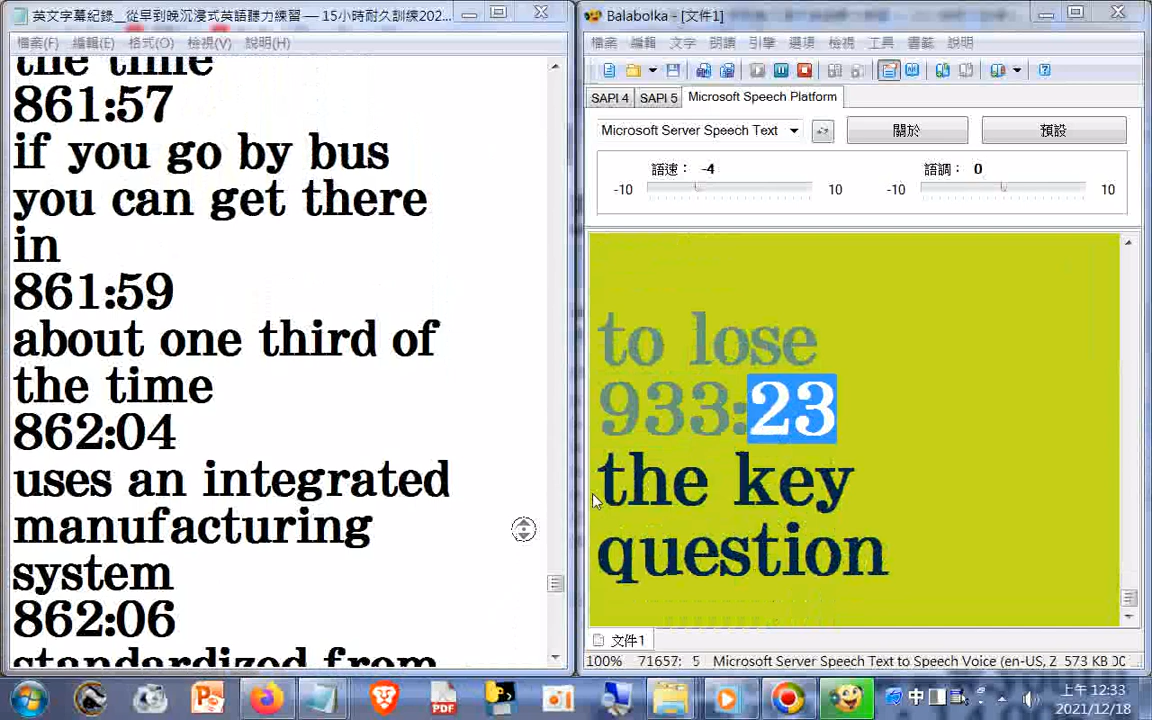 英文字幕紀錄__從早到晚沉浸式英語聽力練習 — 15小時耐久訓練202...
檔案(F) 編輯(E) 格式(O) 檢視(V) 說明(H)
the time
861:57
if you go by bus
you can get there
in
861:59
about one third of
the time
862:04
uses an integrated
manufacturing
system
862:06
standardized from
Balabolka - [文件1]
檔案 編輯 文字 朗讀 引擎 選項 檢視 工具 書籤 說明
SAPI 4 SAPI 5 Microsoft Speech Platform
Microsoft Server Speech Text 關於 預設
語速： -4 語調： 0
-10 10 -10 10
to lose
933:23
the key
question
文件1
100% 71657: 5 Microsoft Server Speech Text to Speech Voice (en-US, Z 573 KB
上午 12:33
2021/12/18
中
PDF